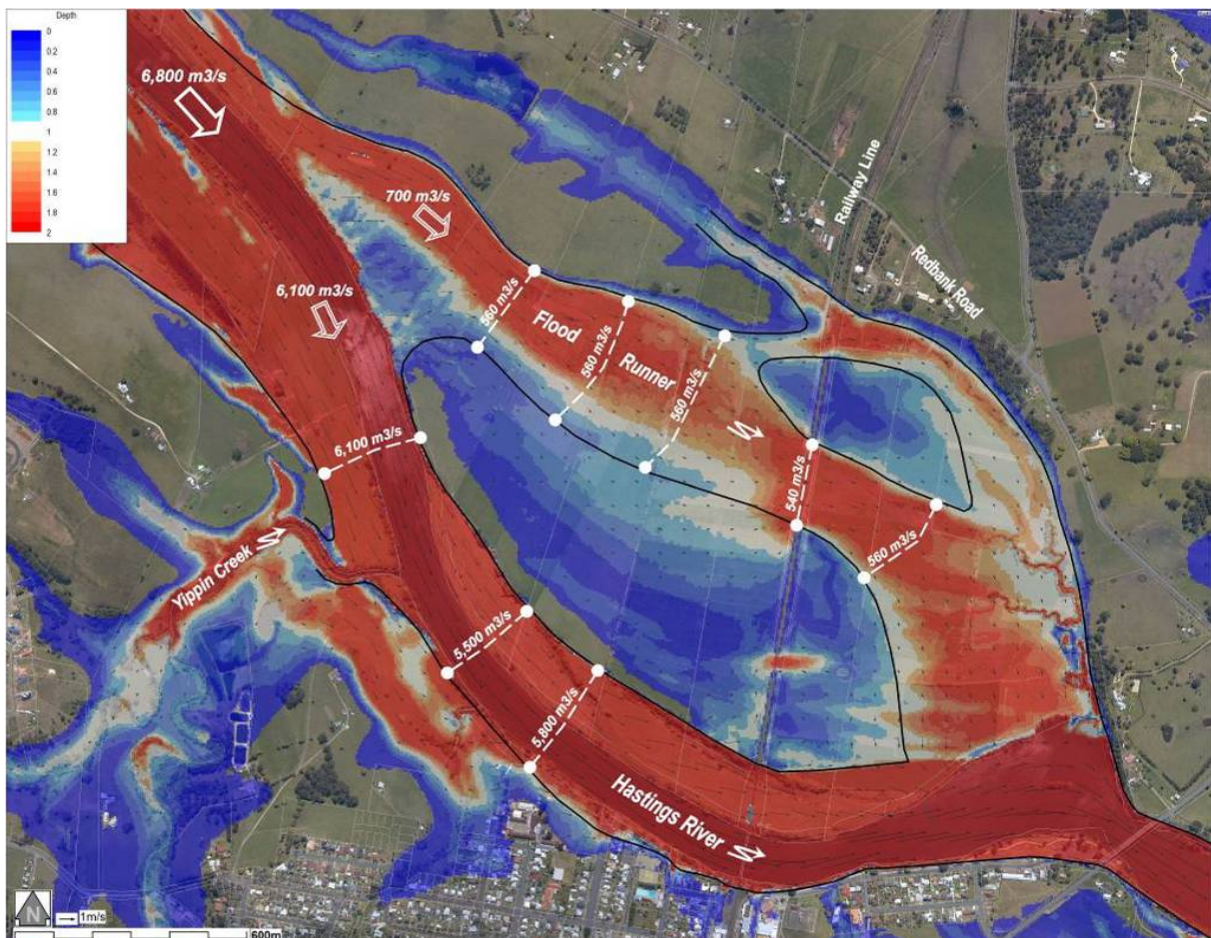 Depth
0
0.2
0.4
0.6
0.8
1
1.2
1.4
1.6
1.8
2
6,800 m3/s
700 m3/s
6,100 m3/s
Railway Line
Redbank Road
560 m3/s
Flood
Runner
560 m3/s
560 m3/s
6,100 m3/s
540 m3/s
560 m3/s
Yippin Creek
5,500 m3/s
5,800 m3/s
Hastings River
N
1m/s
600m